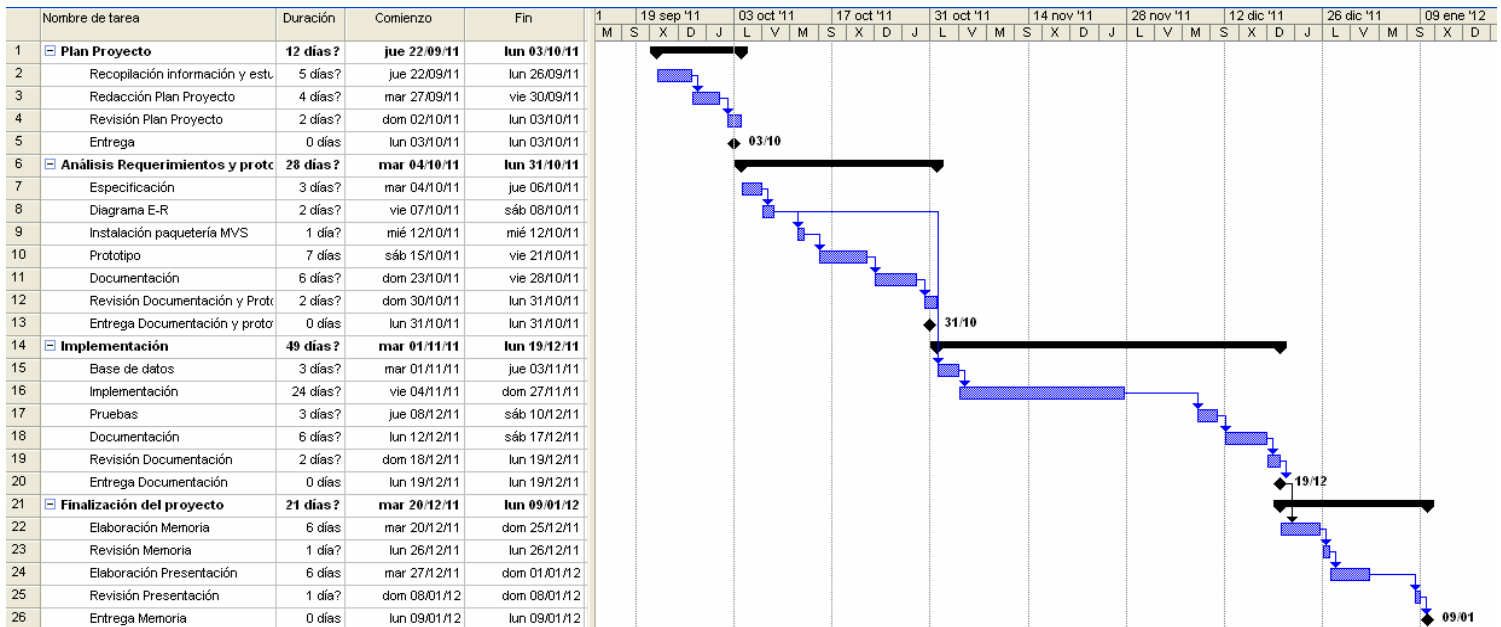 Nombre de tarea Duración Comienzo Fin 1 19 sep '11 03 oct '11 17 oct '11 31 oct '11 14 nov '11 28 nov '11 12 dic '11 26 dic '11 09 ene '12
M S X D J L V M S X D J L V M S X D J L V M S X D J L V M S X D
1 Plan Proyecto 12 días? jue 22/09/11 lun 03/10/11
2 Recopilación información y estu 5 días? jue 22/09/11 lun 26/09/11
3 Redacción Plan Proyecto 4 días? mar 27/09/11 vie 30/09/11
4 Revisión Plan Proyecto 2 días? dom 02/10/11 lun 03/10/11
5 Entrega 0 días lun 03/10/11 lun 03/10/11 03/10
6 Análisis Requerimientos y proto 28 días? mar 04/10/11 lun 31/10/11
7 Especificación 3 días? mar 04/10/11 jue 06/10/11
8 Diagrama E-R 2 días? vie 07/10/11 sáb 08/10/11
9 Instalación paquetería MVS 1 día? mié 12/10/11 mié 12/10/11
10 Prototipo 7 días sáb 15/10/11 vie 21/10/11
11 Documentación 6 días? dom 23/10/11 vie 28/10/11
12 Revisión Documentación y Proto 2 días? dom 30/10/11 lun 31/10/11
13 Entrega Documentación y proto 0 días lun 31/10/11 lun 31/10/11 31/10
14 Implementación 49 días? mar 01/11/11 lun 19/12/11
15 Base de datos 3 días? mar 01/11/11 jue 03/11/11
16 Implementación 24 días? vie 04/11/11 dom 27/11/11
17 Pruebas 3 días? jue 08/12/11 sáb 10/12/11
18 Documentación 6 días? lun 12/12/11 sáb 17/12/11
19 Revisión Documentación 2 días? dom 18/12/11 lun 19/12/11
20 Entrega Documentación 0 días lun 19/12/11 lun 19/12/11 19/12
21 Finalización del proyecto 21 días? mar 20/12/11 lun 09/01/12
22 Elaboración Memoria 6 días mar 20/12/11 dom 25/12/11
23 Revisión Memoria 1 día? lun 26/12/11 lun 26/12/11
24 Elaboración Presentación 6 días mar 27/12/11 dom 01/01/12
25 Revisión Presentación 1 día? dom 08/01/12 dom 08/01/12
26 Entrega Memoria 0 días lun 09/01/12 lun 09/01/12 09/01